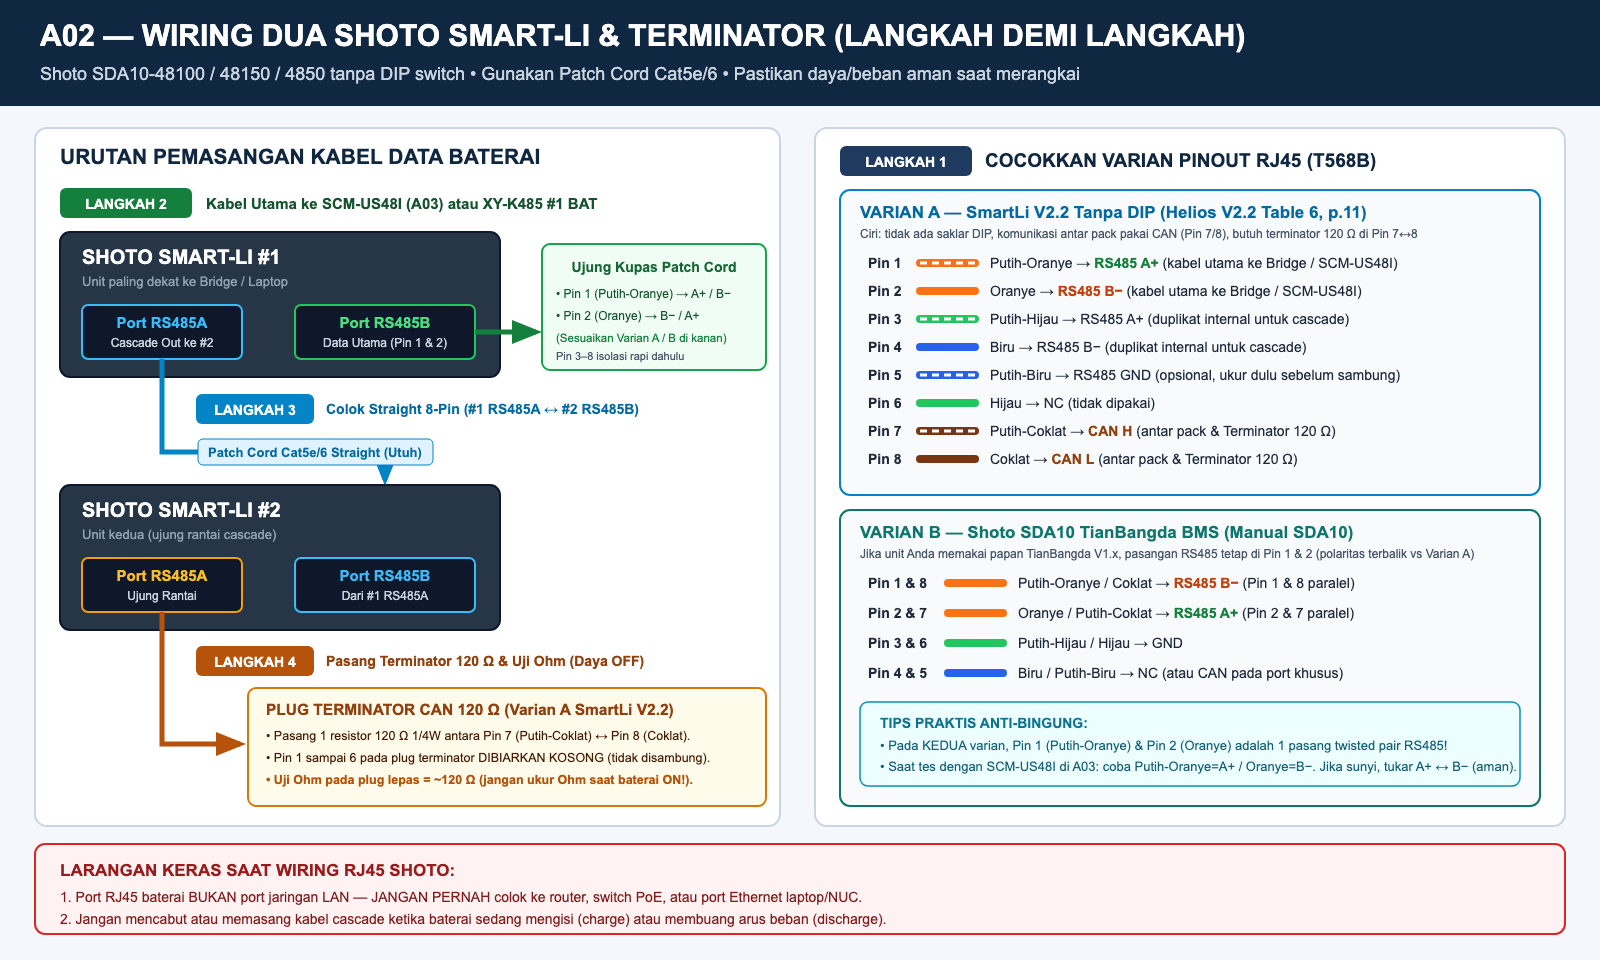 A02 — WIRING DUA SHOTO SMART-LI & TERMINATOR (LANGKAH DEMI LANGKAH)
Shoto SDA10-48100 / 48150 / 4850 tanpa DIP switch • Gunakan Patch Cord Cat5e/6 • Pastikan daya/beban aman saat merangkai
URUTAN PEMASANGAN KABEL DATA BATERAI
LANGKAH 2
Kabel Utama ke SCM-US48I (A03) atau XY-K485 #1 BAT
SHOTO SMART-LI #1
Unit paling dekat ke Bridge / Laptop
Port RS485A
Cascade Out ke #2
Port RS485B
Data Utama (Pin 1 & 2)
Ujung Kupas Patch Cord
• Pin 1 (Putih-Oranye) → A+ / B−
• Pin 2 (Oranye) → B− / A+
(Sesuaikan Varian A / B di kanan)
Pin 3–8 isolasi rapi dahulu
LANGKAH 3
Colok Straight 8-Pin (#1 RS485A ↔ #2 RS485B)
Patch Cord Cat5e/6 Straight (Utuh)
SHOTO SMART-LI #2
Unit kedua (ujung rantai cascade)
Port RS485A
Ujung Rantai
Port RS485B
Dari #1 RS485A
LANGKAH 4
Pasang Terminator 120 Ω & Uji Ohm (Daya OFF)
PLUG TERMINATOR CAN 120 Ω (Varian A SmartLi V2.2)
• Pasang 1 resistor 120 Ω 1/4W antara Pin 7 (Putih-Coklat) ↔ Pin 8 (Coklat).
• Pin 1 sampai 6 pada plug terminator DIBIARKAN KOSONG (tidak disambung).
• Uji Ohm pada plug lepas = ~120 Ω (jangan ukur Ohm saat baterai ON!).
LANGKAH 1
COCOKKAN VARIAN PINOUT RJ45 (T568B)
VARIAN A — SmartLi V2.2 Tanpa DIP (Helios V2.2 Table 6, p.11)
Ciri: tidak ada saklar DIP, komunikasi antar pack pakai CAN (Pin 7/8), butuh terminator 120 Ω di Pin 7↔8
Pin 1 Putih-Oranye → RS485 A+ (kabel utama ke Bridge / SCM-US48I)
Pin 2 Oranye → RS485 B− (kabel utama ke Bridge / SCM-US48I)
Pin 3 Putih-Hijau → RS485 A+ (duplikat internal untuk cascade)
Pin 4 Biru → RS485 B− (duplikat internal untuk cascade)
Pin 5 Putih-Biru → RS485 GND (opsional, ukur dulu sebelum sambung)
Pin 6 Hijau → NC (tidak dipakai)
Pin 7 Putih-Coklat → CAN H (antar pack & Terminator 120 Ω)
Pin 8 Coklat → CAN L (antar pack & Terminator 120 Ω)
VARIAN B — Shoto SDA10 TianBangda BMS (Manual SDA10)
Jika unit Anda memakai papan TianBangda V1.x, pasangan RS485 tetap di Pin 1 & 2 (polaritas terbalik vs Varian A)
Pin 1 & 8 Putih-Oranye / Coklat → RS485 B− (Pin 1 & 8 paralel)
Pin 2 & 7 Oranye / Putih-Coklat → RS485 A+ (Pin 2 & 7 paralel)
Pin 3 & 6 Putih-Hijau / Hijau → GND
Pin 4 & 5 Biru / Putih-Biru → NC (atau CAN pada port khusus)
TIPS PRAKTIS ANTI-BINGUNG:
• Pada KEDUA varian, Pin 1 (Putih-Oranye) & Pin 2 (Oranye) adalah 1 pasang twisted pair RS485!
• Saat tes dengan SCM-US48I di A03: coba Putih-Oranye=A+ / Oranye=B−. Jika sunyi, tukar A+ ↔ B− (aman).
LARANGAN KERAS SAAT WIRING RJ45 SHOTO:
1. Port RJ45 baterai BUKAN port jaringan LAN — JANGAN PERNAH colok ke router, switch PoE, atau port Ethernet laptop/NUC.
2. Jangan mencabut atau memasang kabel cascade ketika baterai sedang mengisi (charge) atau membuang arus beban (discharge).